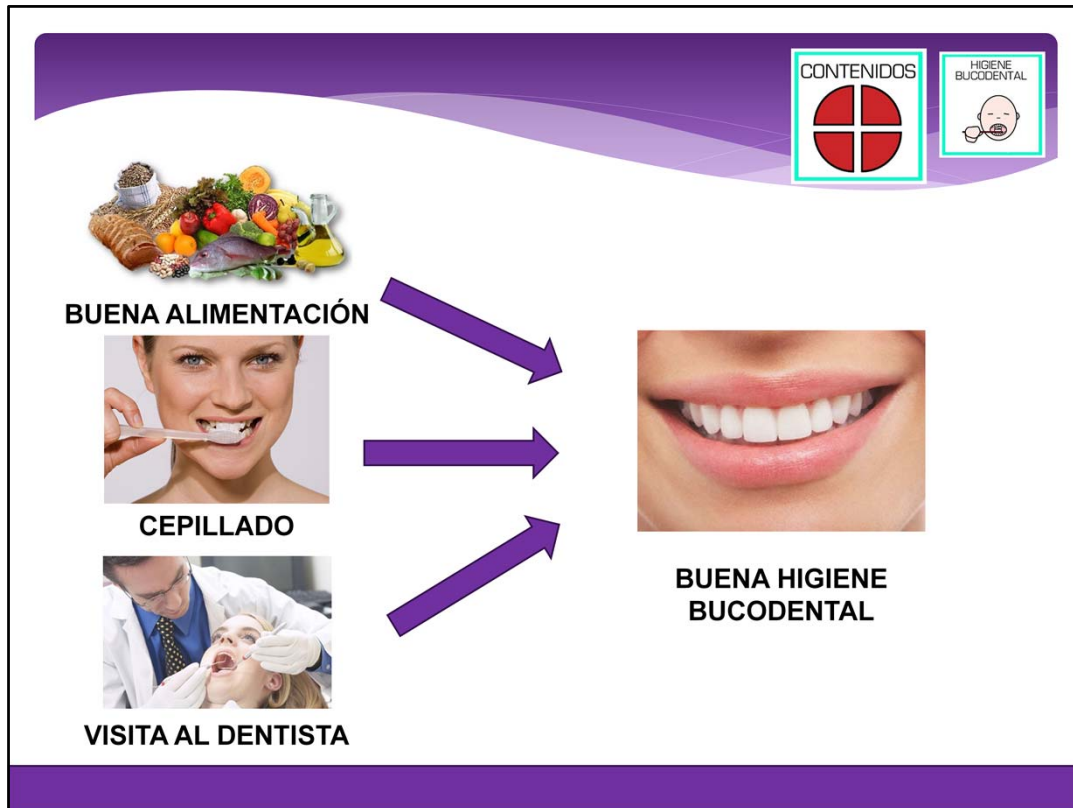 CONTENIDOS
HIGIENE
BUCODENTAL
BUENA ALIMENTACIÓN
CEPILLADO
VISITA AL DENTISTA
BUENA HIGIENE
BUCODENTAL